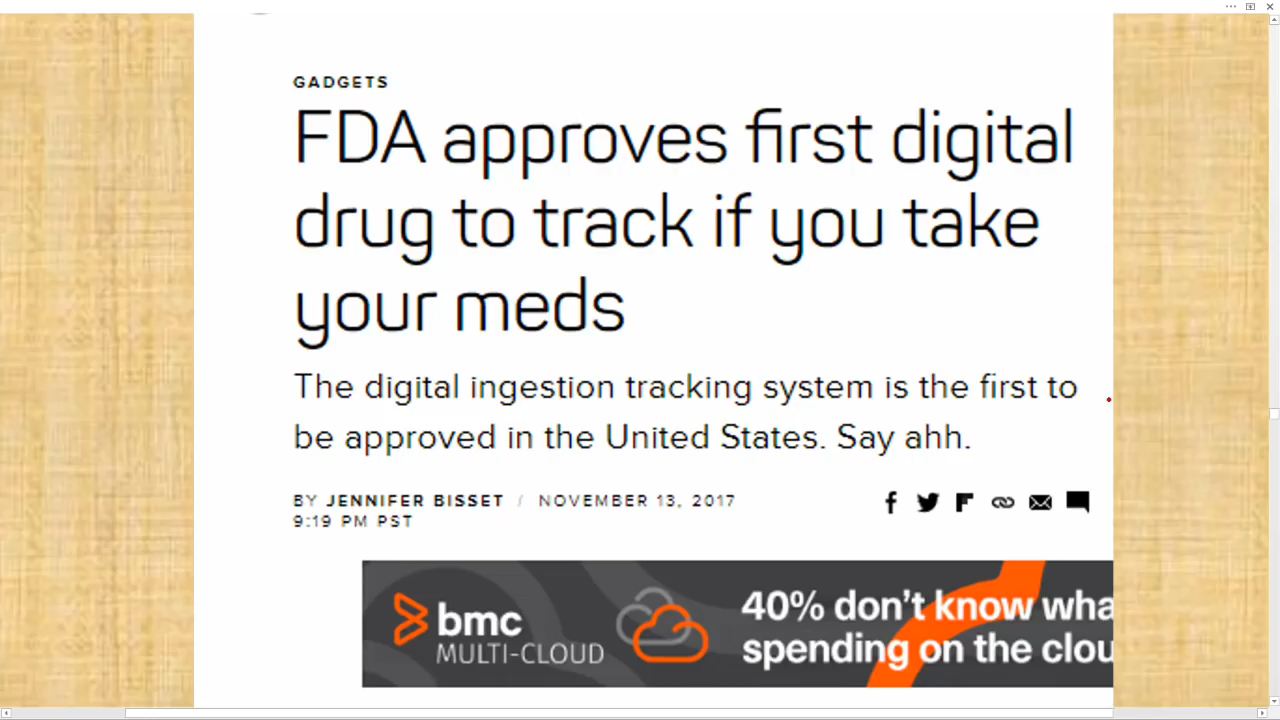 GADGETS
FDA approves first digital
drug to track if you take
your meds
The digital ingestion tracking system is the first to
be approved in the United States. Say ahh.
BY JENNIFER BISSET / NOVEMBER 13, 2017
9:19 PM PST
bmc
MULTI-CLOUD
40% don't know wha
spending on the clou